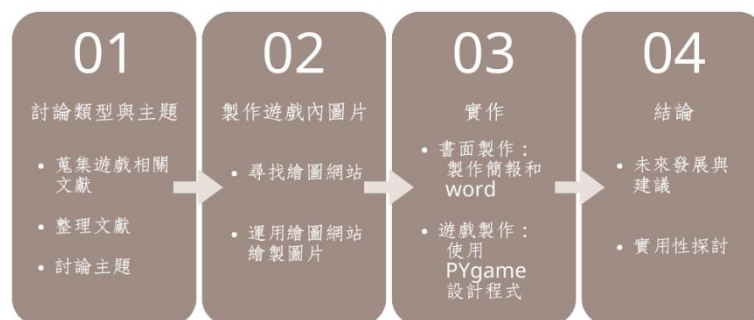 01
討論類型與主題
• 蒐集遊戲相關
文獻
• 整理文獻
• 討論主題
02
製作遊戲內圖片
• 尋找繪圖網站
• 運用繪圖網站
繪製圖片
03
實作
• 書面製作：
製作簡報和
word
• 遊戲製作：
使用
PYgame
設計程式
04
結論
• 未來發展與
建議
• 實用性探討